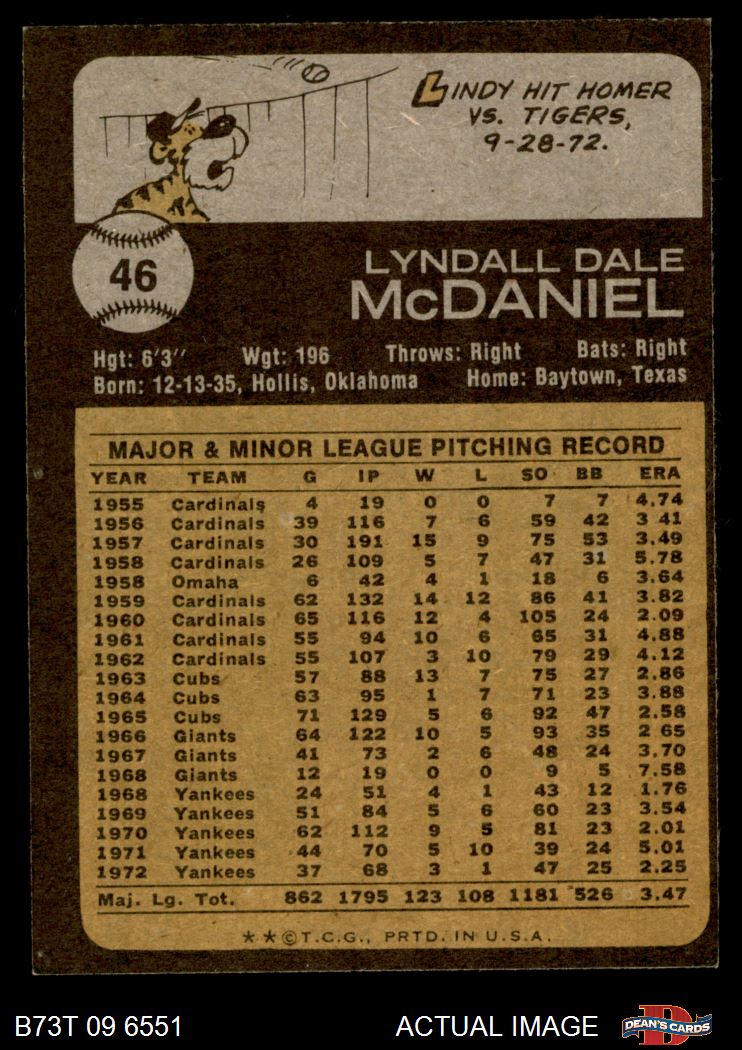 LINDY HIT HOMER
VS. TIGERS,
9-28-72.
46
LYNDALL DALE
McDANIEL
Hgt: 6'3" Wgt: 196 Throws: Right Bats: Right
Born: 12-13-35, Hollis, Oklahoma Home: Baytown, Texas
MAJOR & MINOR LEAGUE PITCHING RECORD
YEAR TEAM G IP W L SO BB ERA
1955 Cardinals 4 19 0 0 7 7 4.74
1956 Cardinals 39 116 7 6 59 42 3 41
1957 Cardinals 30 191 15 9 75 53 3.49
1958 Cardinals 26 109 5 7 47 31 5.78
1958 Omaha 6 42 4 1 18 6 3.64
1959 Cardinals 62 132 14 12 86 41 3.82
1960 Cardinals 65 116 12 4 105 24 2.09
1961 Cardinals 55 94 10 6 65 31 4.88
1962 Cardinals 55 107 3 10 79 29 4.12
1963 Cubs 57 88 13 7 75 27 2.86
1964 Cubs 63 95 1 7 71 23 3.88
1965 Cubs 71 129 5 6 92 47 2.58
1966 Giants 64 122 10 5 93 35 2 65
1967 Giants 41 73 2 6 48 24 3.70
1968 Giants 12 19 0 0 9 5 7.58
1968 Yankees 24 51 4 1 43 12 1.76
1969 Yankees 51 84 5 6 60 23 3.54
1970 Yankees 62 112 9 5 81 23 2.01
1971 Yankees 44 70 5 10 39 24 5.01
1972 Yankees 37 68 3 1 47 25 2.25
Maj. Lg. Tot. 862 1795 123 108 1181 526 3.47
★★©T.C.G., PRTD. IN U.S.A.
B73T 09 6551 ACTUAL IMAGE D DEAN'S CARDS